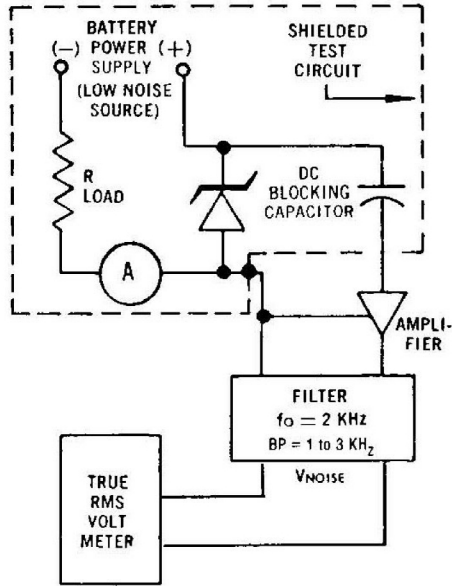 BATTERY
(−) POWER (+)
SUPPLY
(LOW NOISE
SOURCE)
SHIELDED
TEST
CIRCUIT
R
LOAD
DC
BLOCKING
CAPACITOR
A
AMPLI-
FIER
FILTER
fo = 2 KHz
BP = 1 to 3 KHz
VNOISE
TRUE
RMS
VOLT
METER